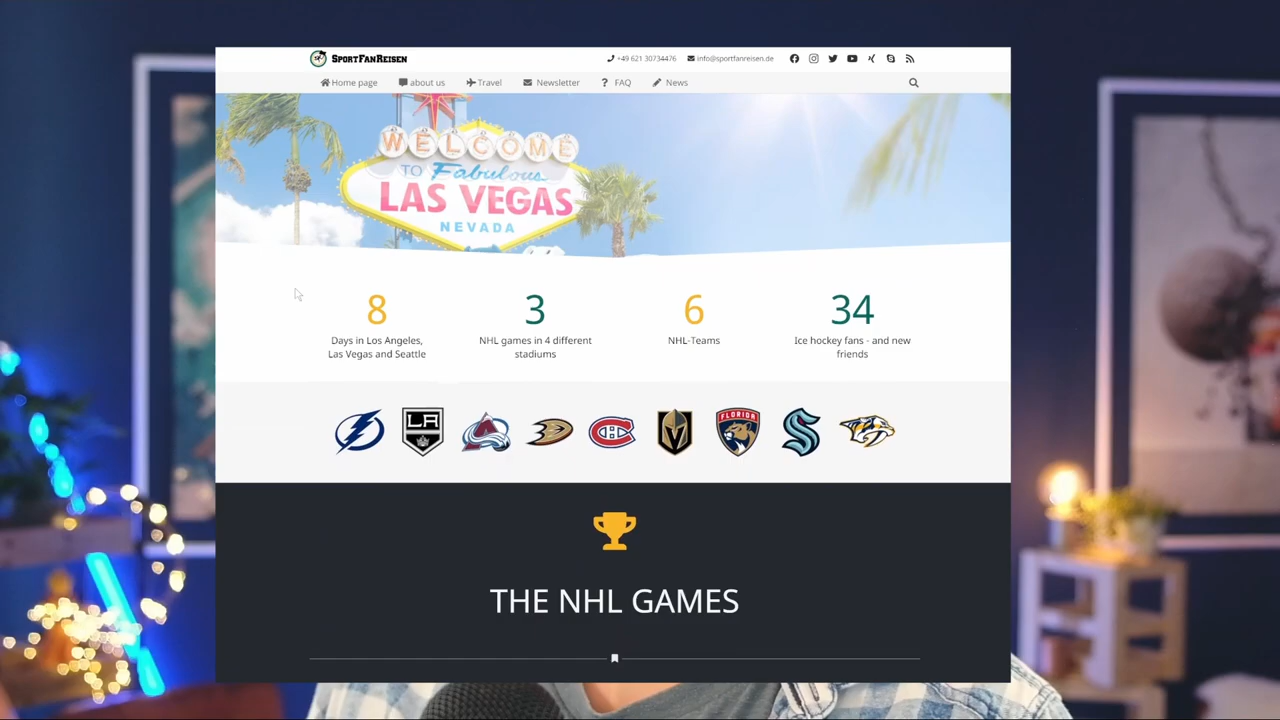 SPORTFANREISEN
+49 621 30734476
info@sportfanreisen.de
Home page
about us
Travel
Newsletter
? FAQ
News
WELCOME
TO Fabulous
LAS VEGAS
NEVADA
8
3
6
34
Days in Los Angeles,
Las Vegas and Seattle
NHL games in 4 different
stadiums
NHL-Teams
Ice hockey fans - and new
friends
LA
FLORIDA
THE NHL GAMES